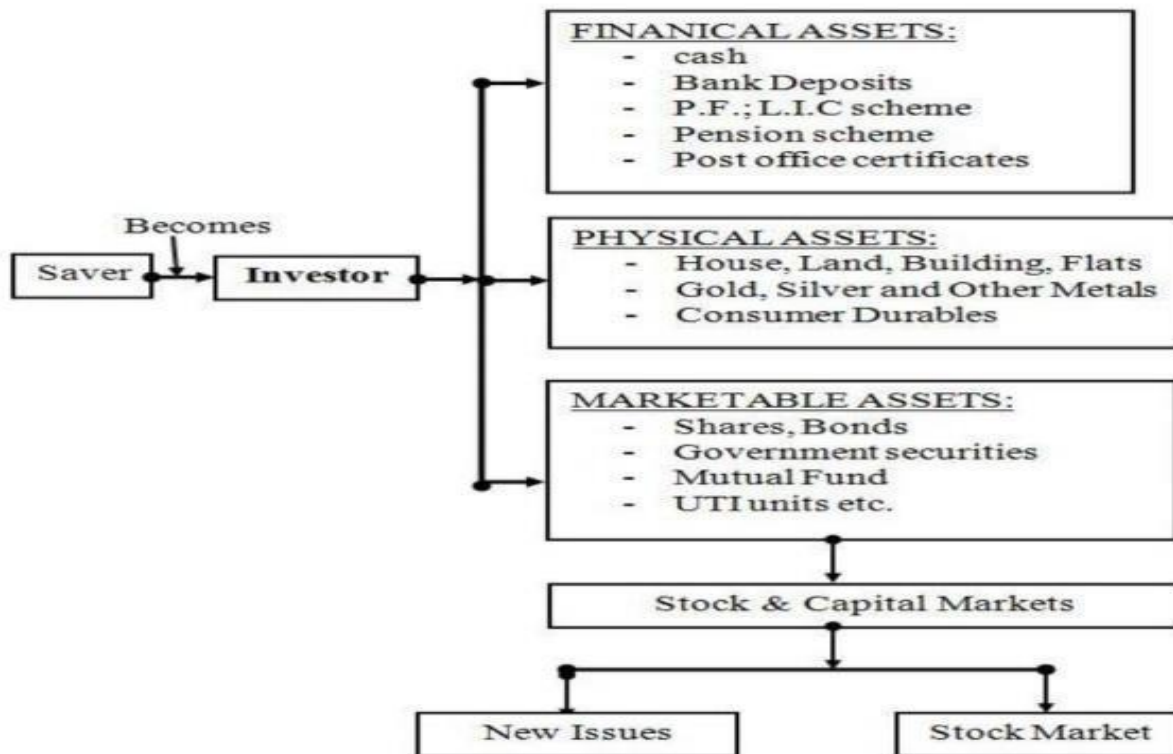 FINANICAL ASSETS:
- cash
- Bank Deposits
- P.F.; L.I.C scheme
- Pension scheme
- Post office certificates
Becomes
Saver
Investor
PHYSICAL ASSETS:
- House, Land, Building, Flats
- Gold, Silver and Other Metals
- Consumer Durables
MARKETABLE ASSETS:
- Shares, Bonds
- Government securities
- Mutual Fund
- UTI units etc.
Stock & Capital Markets
New Issues
Stock Market